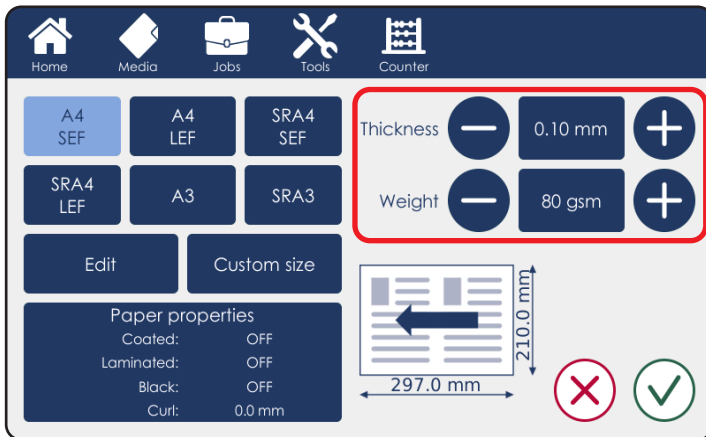 Home Media Jobs Tools Counter
A4
SEF
A4
LEF
SRA4
SEF
SRA4
LEF
A3
SRA3
Edit
Custom size
Paper properties
Coated: OFF
Laminated: OFF
Black: OFF
Curl: 0.0 mm
Thickness 0.10 mm
Weight 80 gsm
210.0 mm
297.0 mm